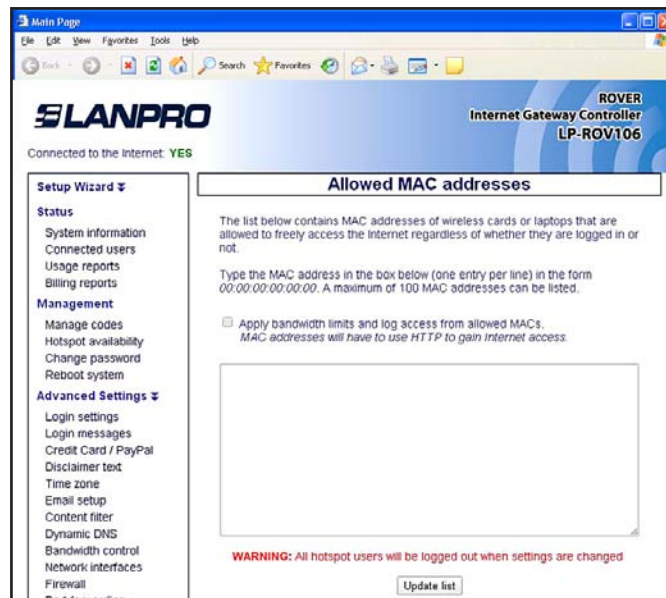 Main Page
File Edit View Favorites Tools Help
Back Search Favorites
LANPRO
ROVER
Internet Gateway Controller
LP-ROV106
Connected to the Internet: YES
Setup Wizard
Status
System information
Connected users
Usage reports
Billing reports
Management
Manage codes
Hotspot availability
Change password
Reboot system
Advanced Settings
Login settings
Login messages
Credit Card / PayPal
Disclaimer text
Time zone
Email setup
Content filter
Dynamic DNS
Bandwidth control
Network interfaces
Firewall
Allowed MAC addresses
The list below contains MAC addresses of wireless cards or laptops that are
allowed to freely access the Internet regardless of whether they are logged in or
not.
Type the MAC address in the box below (one entry per line) in the form
00:00:00:00:00:00. A maximum of 100 MAC addresses can be listed.
Apply bandwidth limits and log access from allowed MACs.
MAC addresses will have to use HTTP to gain Internet access.
WARNING: All hotspot users will be logged out when settings are changed
Update list